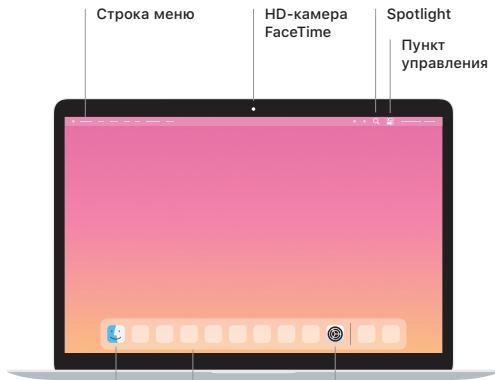 Строка меню
HD-камера
FaceTime
Spotlight
Пункт
управления